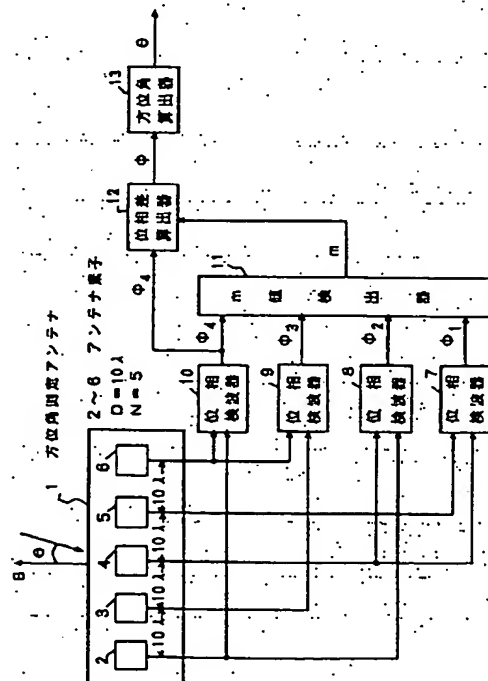 1 方位角固定アンテナ
2~6 アンテナ素子
D=10λ
N=5
B
θ
2
3
4
5
6
10λ
10λ
10λ
10λ
10
位相検波器
9
位相検波器
8
位相検波器
7
位相検波器
Φ4
Φ3
Φ2
Φ1
11
m値検出器
m
Φ4
12
位相差算出器
Φ
13
方位角算出器
θ